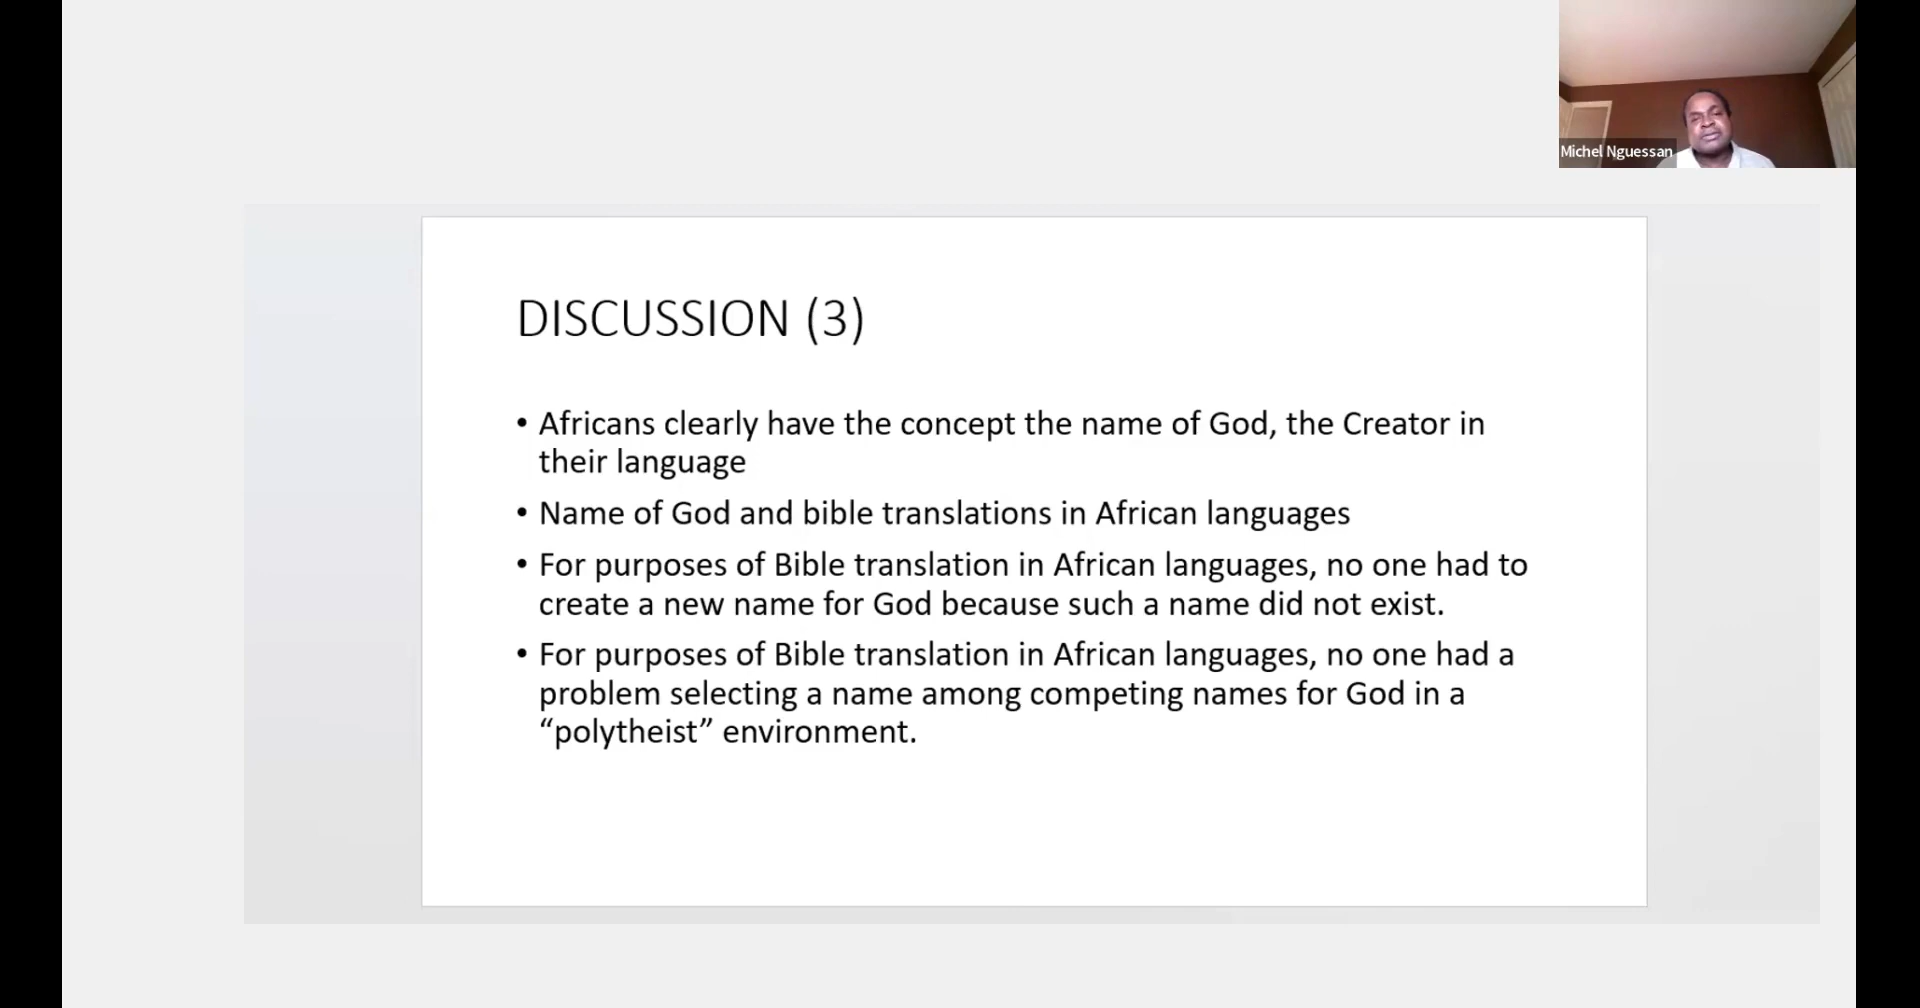 Michel Nguessan
DISCUSSION (3)
• Africans clearly have the concept the name of God, the Creator in
their language
• Name of God and bible translations in African languages
• For purposes of Bible translation in African languages, no one had to
create a new name for God because such a name did not exist.
• For purposes of Bible translation in African languages, no one had a
problem selecting a name among competing names for God in a
“polytheist” environment.